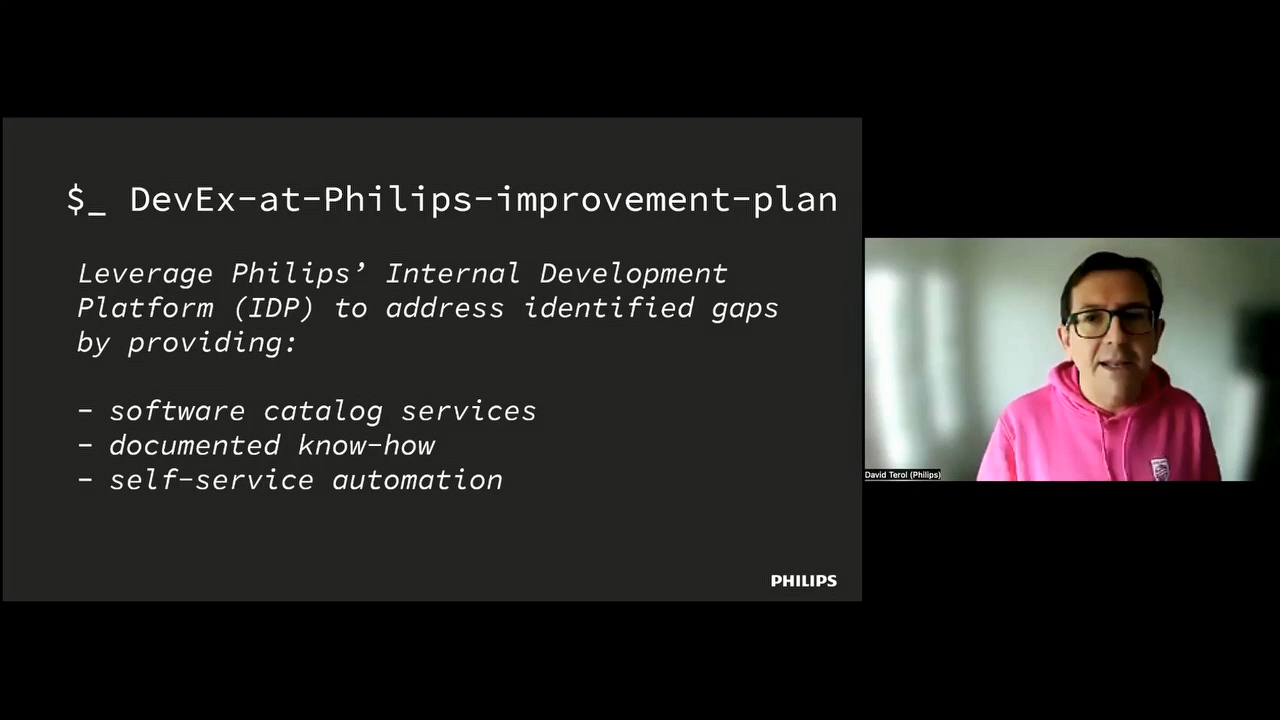 $_ DevEx-at-Philips-improvement-plan
Leverage Philips’ Internal Development
Platform (IDP) to address identified gaps
by providing:
- software catalog services
- documented know-how
- self-service automation
PHILIPS
David Terol (Philips)